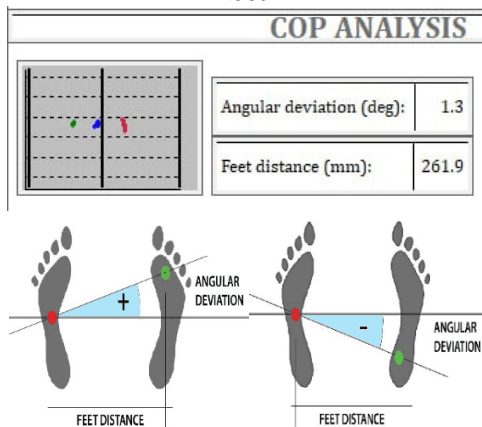 COP ANALYSIS
Angular deviation (deg): 1.3
Feet distance (mm): 261.9
+
ANGULAR
DEVIATION
-
ANGULAR
DEVIATION
FEET DISTANCE
FEET DISTANCE